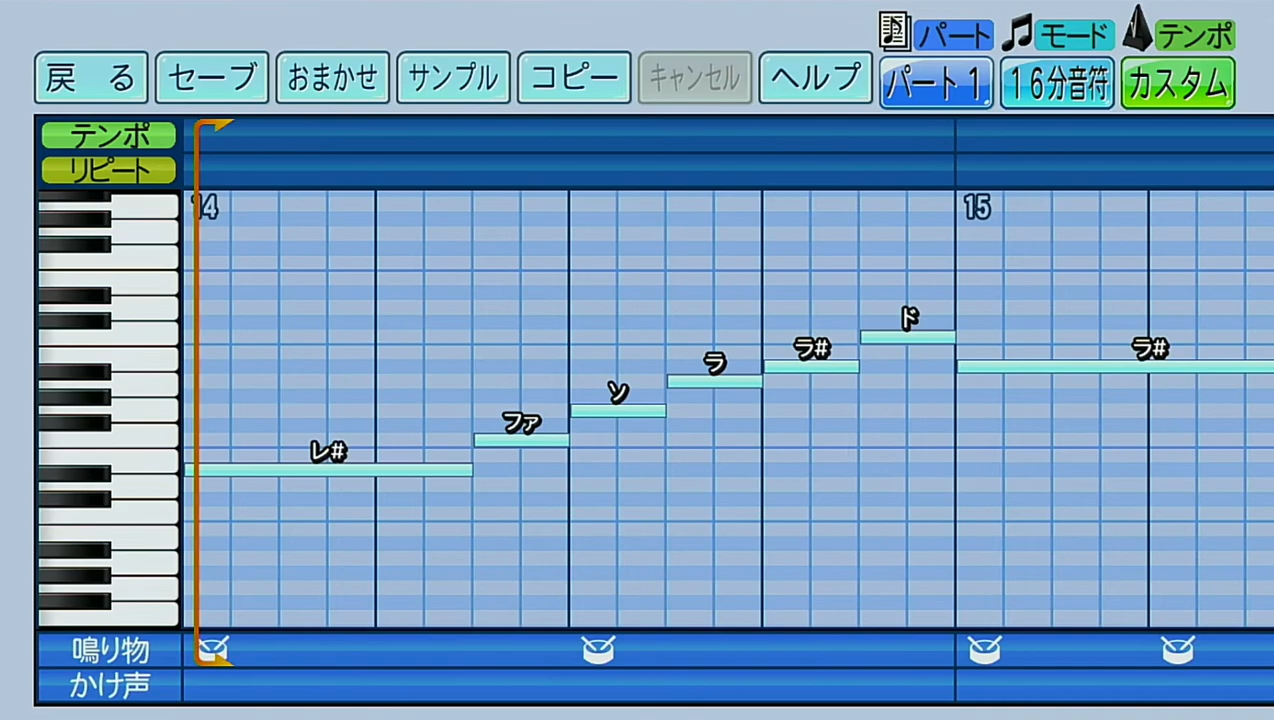 パート モード テンポ
戻る セーブ おまかせ サンプル コピー キャンセル ヘルプ パート1 16分音符 カスタム
テンポ
リピート
14 15
ド
ラ# ラ#
ラ
ソ
ファ
レ#
鳴り物
かけ声